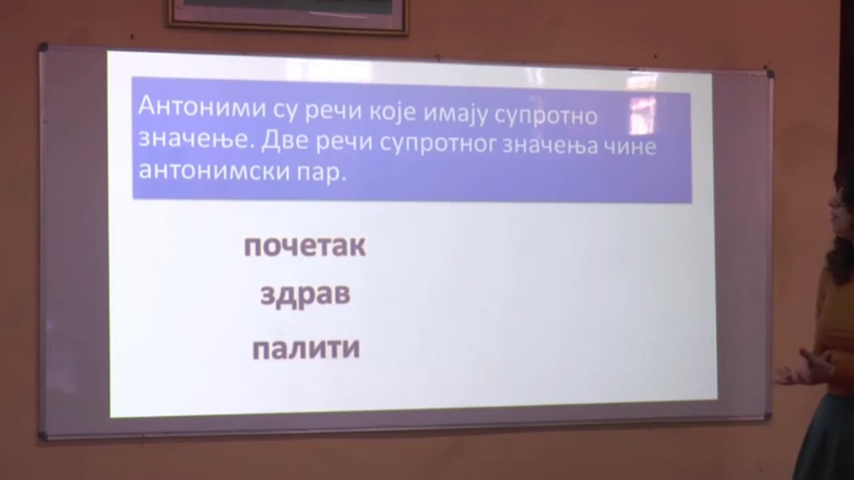 Антоними су речи које имају супротно
значење. Две речи супротног значења чине
антонимски пар.
почетак
здрав
палити